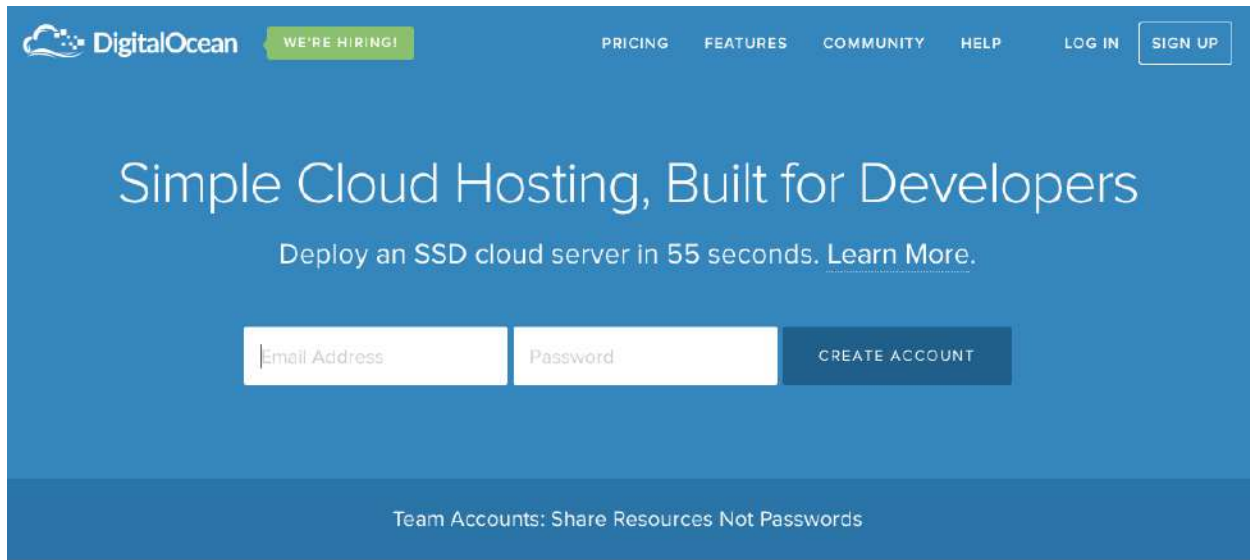 DigitalOcean WE'RE HIRING! PRICING FEATURES COMMUNITY HELP LOG IN SIGN UP
Simple Cloud Hosting, Built for Developers
Deploy an SSD cloud server in 55 seconds. Learn More.
Email Address Password CREATE ACCOUNT
Team Accounts: Share Resources Not Passwords